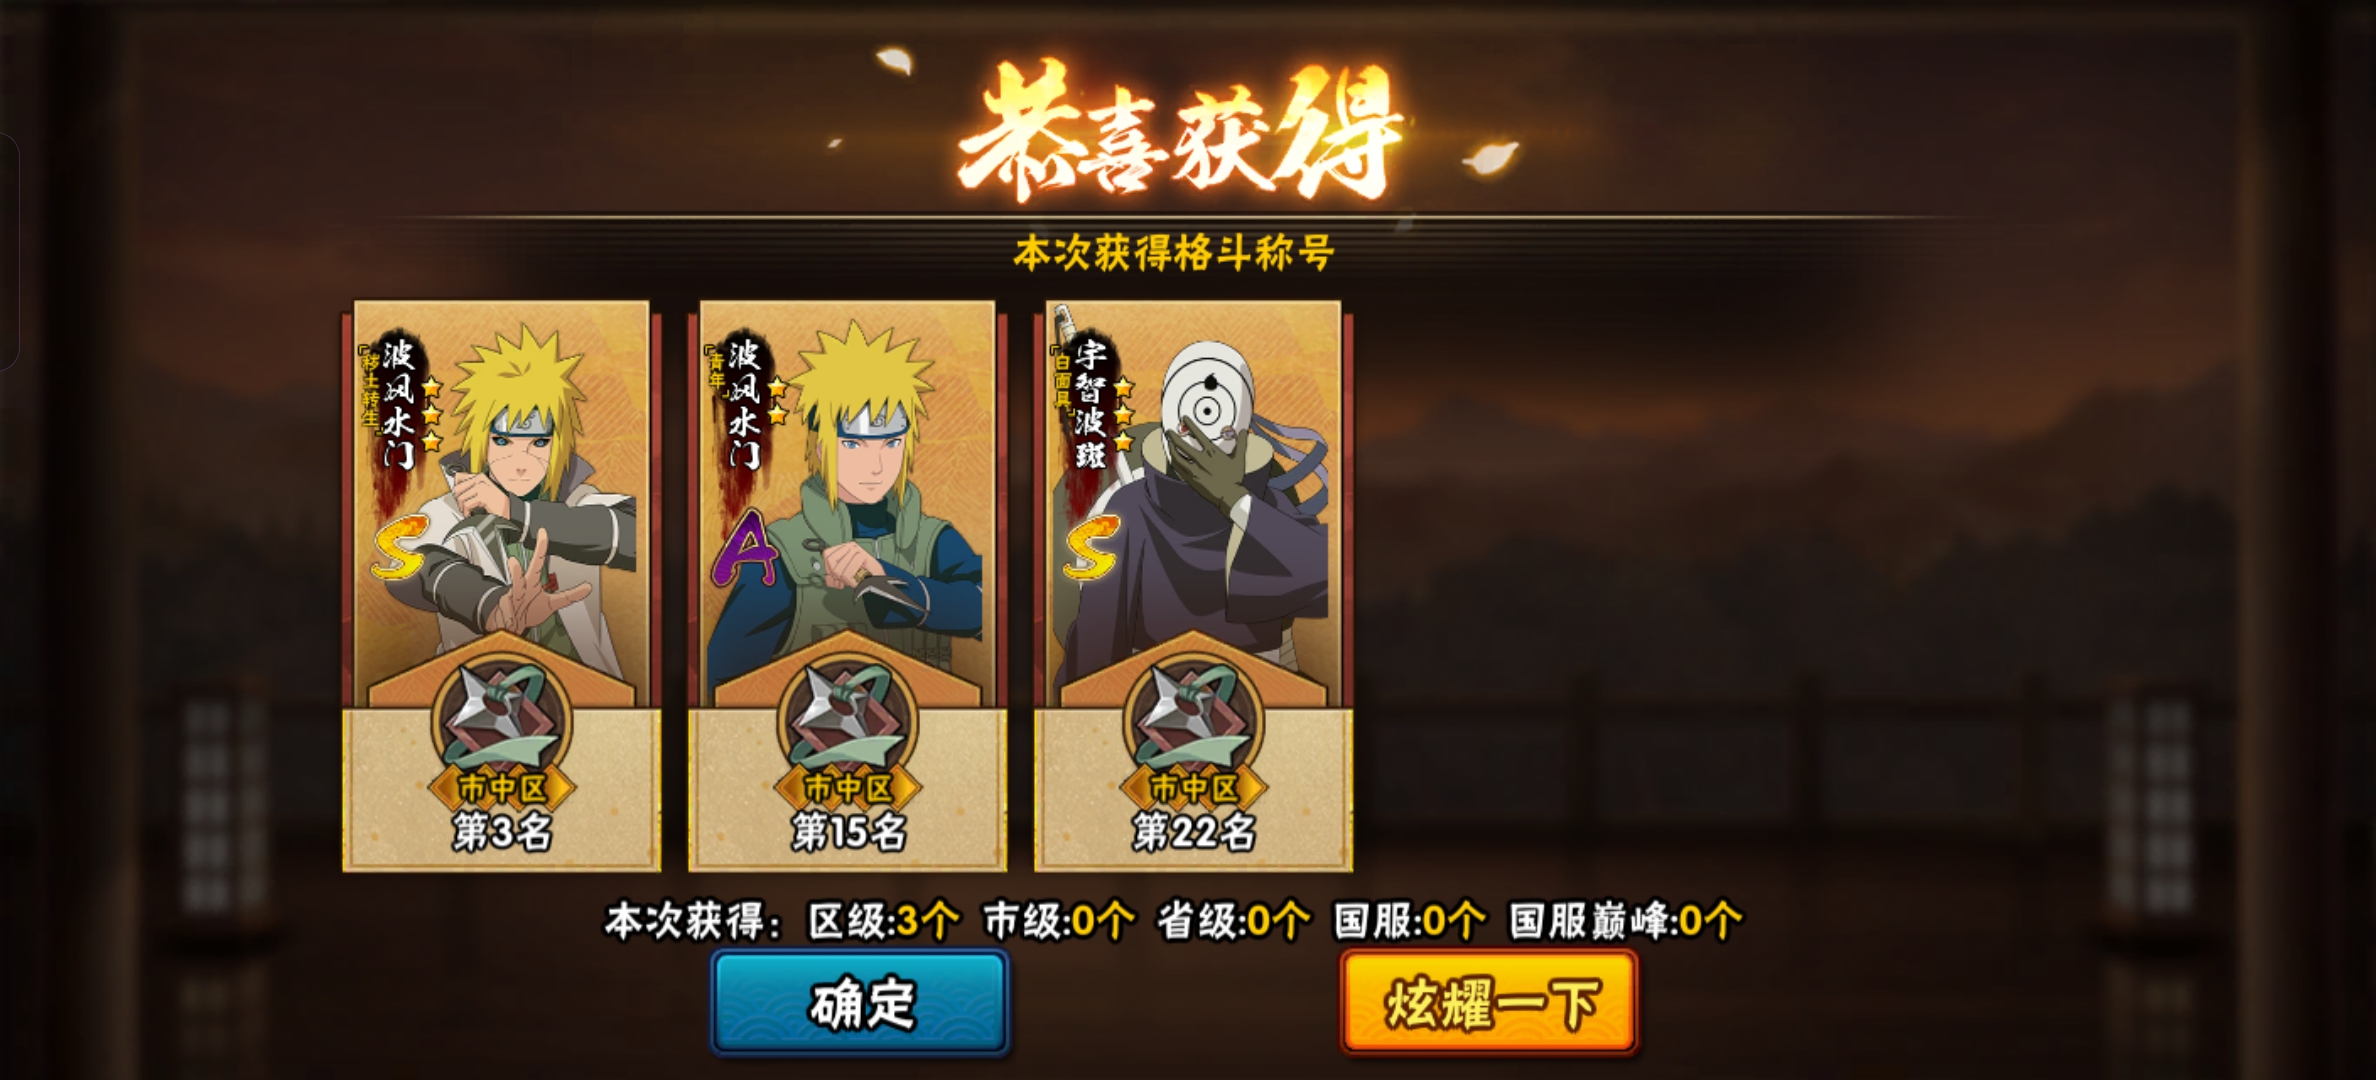 恭喜获得
本次获得格斗称号
波风水门
「秽土转生」
S
市中区
第3名
波风水门
「青年」
A
市中区
第15名
宇智波斑
「白面具」
S
市中区
第22名
本次获得：区级:3个 市级:0个 省级:0个 国服:0个 国服巅峰:0个
确定
炫耀一下